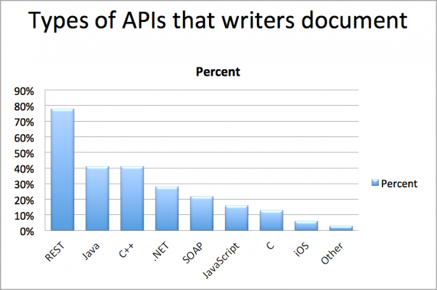 Types of APIs that writers document
Percent
90%
80%
70%
60%
50%
40%
30%
20%
10%
0%
REST
Java
C++
.NET
SOAP
JavaScript
C
iOS
Other
Percent